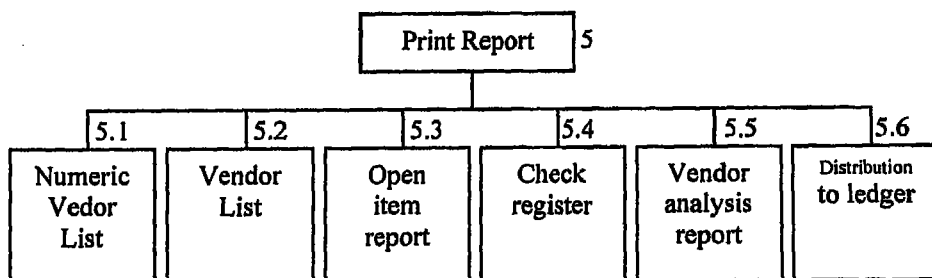 Print Report 5
5.1 5.2 5.3 5.4 5.5 5.6
Numeric
Vedor
List
Vendor
List
Open
item
report
Check
register
Vendor
analysis
report
Distribution
to ledger